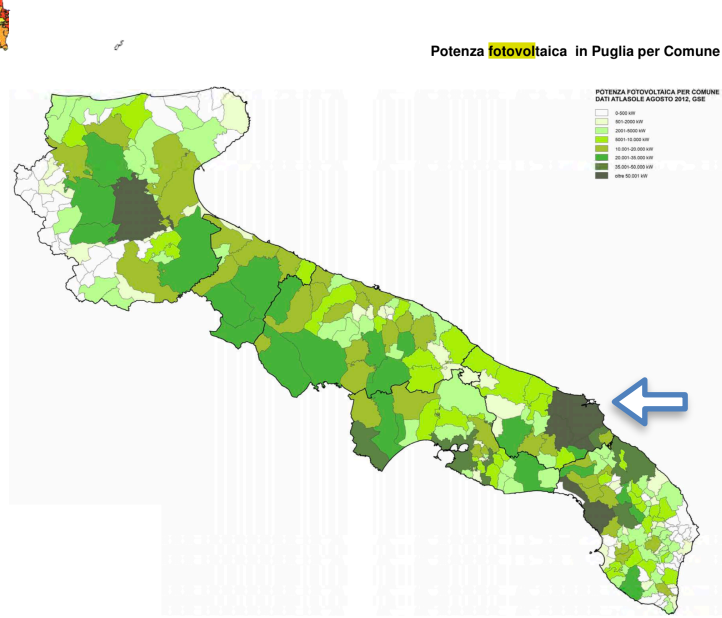 Potenza fotovoltaica in Puglia per Comune
POTENZA FOTOVOLTAICA PER COMUNE
DATI ATLASOLE AGOSTO 2012, GSE
0-500 kW
501-2000 kW
2001-5000 kW
5001-10.000 kW
10.001-20.000 kW
20.001-35.000 kW
35.001-50.000 kW
oltre 50.001 kW